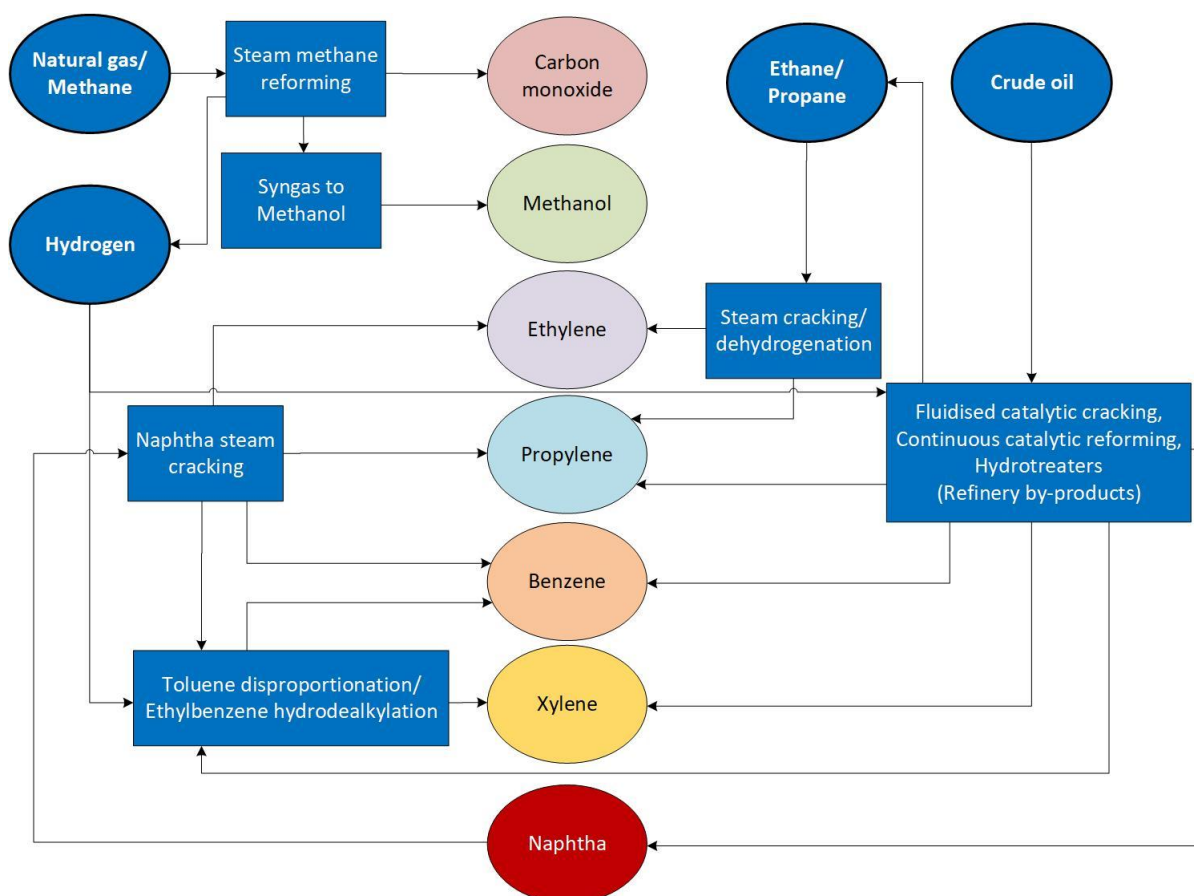 Natural gas/
Methane
Steam methane
reforming
Carbon
monoxide
Ethane/
Propane
Crude oil
Syngas to
Methanol
Methanol
Hydrogen
Ethylene
Steam cracking/
dehydrogenation
Naphtha steam
cracking
Propylene
Fluidised catalytic cracking,
Continuous catalytic reforming,
Hydrotreaters
(Refinery by-products)
Benzene
Toluene disproportionation/
Ethylbenzene hydrodealkylation
Xylene
Naphtha